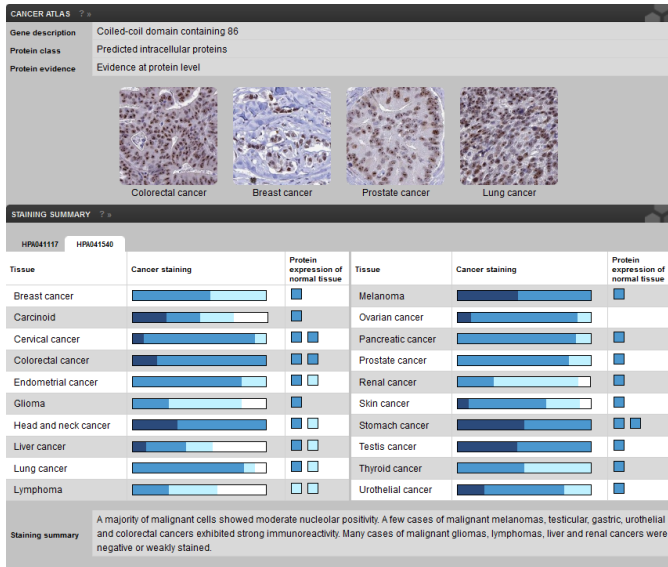 CANCER ATLAS ? »
Gene description Coiled-coil domain containing 86
Protein class Predicted intracellular proteins
Protein evidence Evidence at protein level
Colorectal cancer Breast cancer Prostate cancer Lung cancer
STAINING SUMMARY ? »
HPA041117 HPA041540
Tissue Cancer staining Protein expression of normal tissue Tissue Cancer staining Protein expression of normal tissue
Breast cancer Melanoma
Carcinoid Ovarian cancer
Cervical cancer Pancreatic cancer
Colorectal cancer Prostate cancer
Endometrial cancer Renal cancer
Glioma Skin cancer
Head and neck cancer Stomach cancer
Liver cancer Testis cancer
Lung cancer Thyroid cancer
Lymphoma Urothelial cancer
A majority of malignant cells showed moderate nucleolar positivity. A few cases of malignant melanomas, testicular, gastric, urothelial
Staining summary and colorectal cancers exhibited strong immunoreactivity. Many cases of malignant gliomas, lymphomas, liver and renal cancers were
negative or weakly stained.